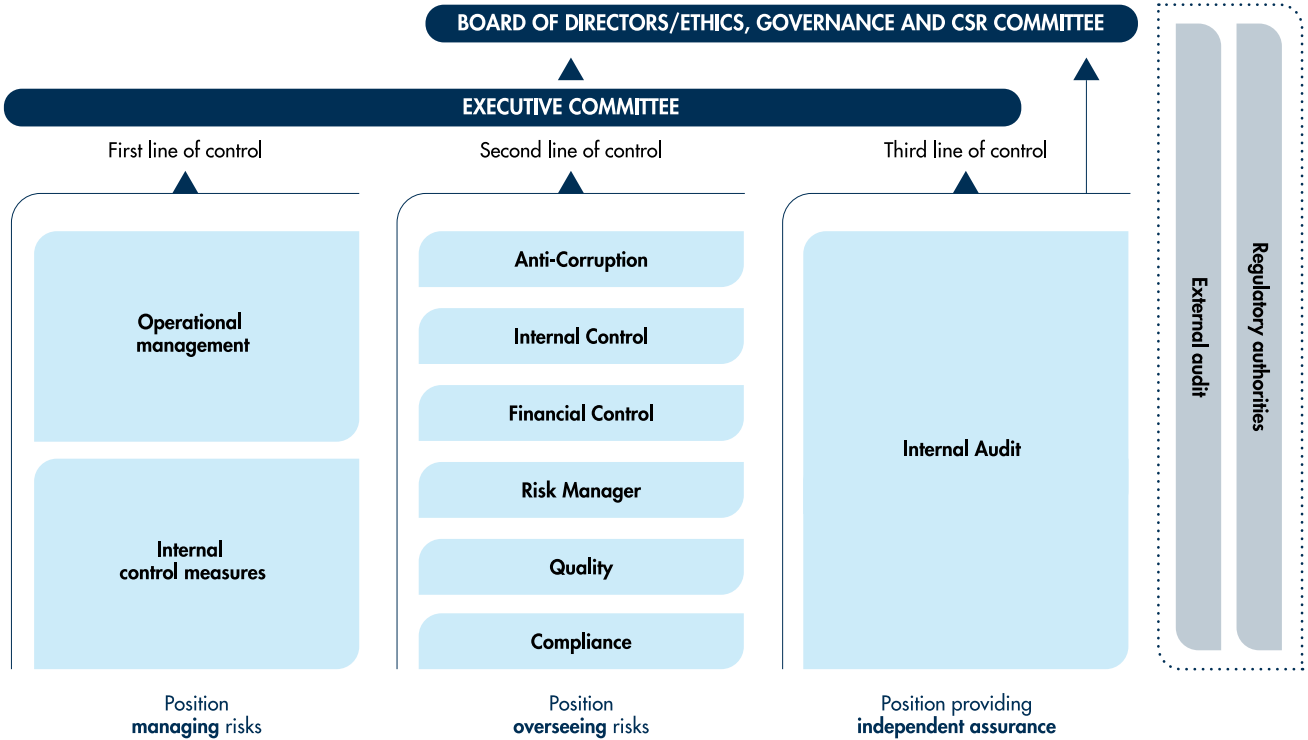 BOARD OF DIRECTORS/ETHICS, GOVERNANCE AND CSR COMMITTEE
EXECUTIVE COMMITTEE
First line of control
Second line of control
Third line of control
Operational
management
Internal
control measures
Anti-Corruption
Internal Control
Financial Control
Risk Manager
Quality
Compliance
Internal Audit
External audit
Regulatory authorities
Position
managing risks
Position
overseeing risks
Position providing
independent assurance